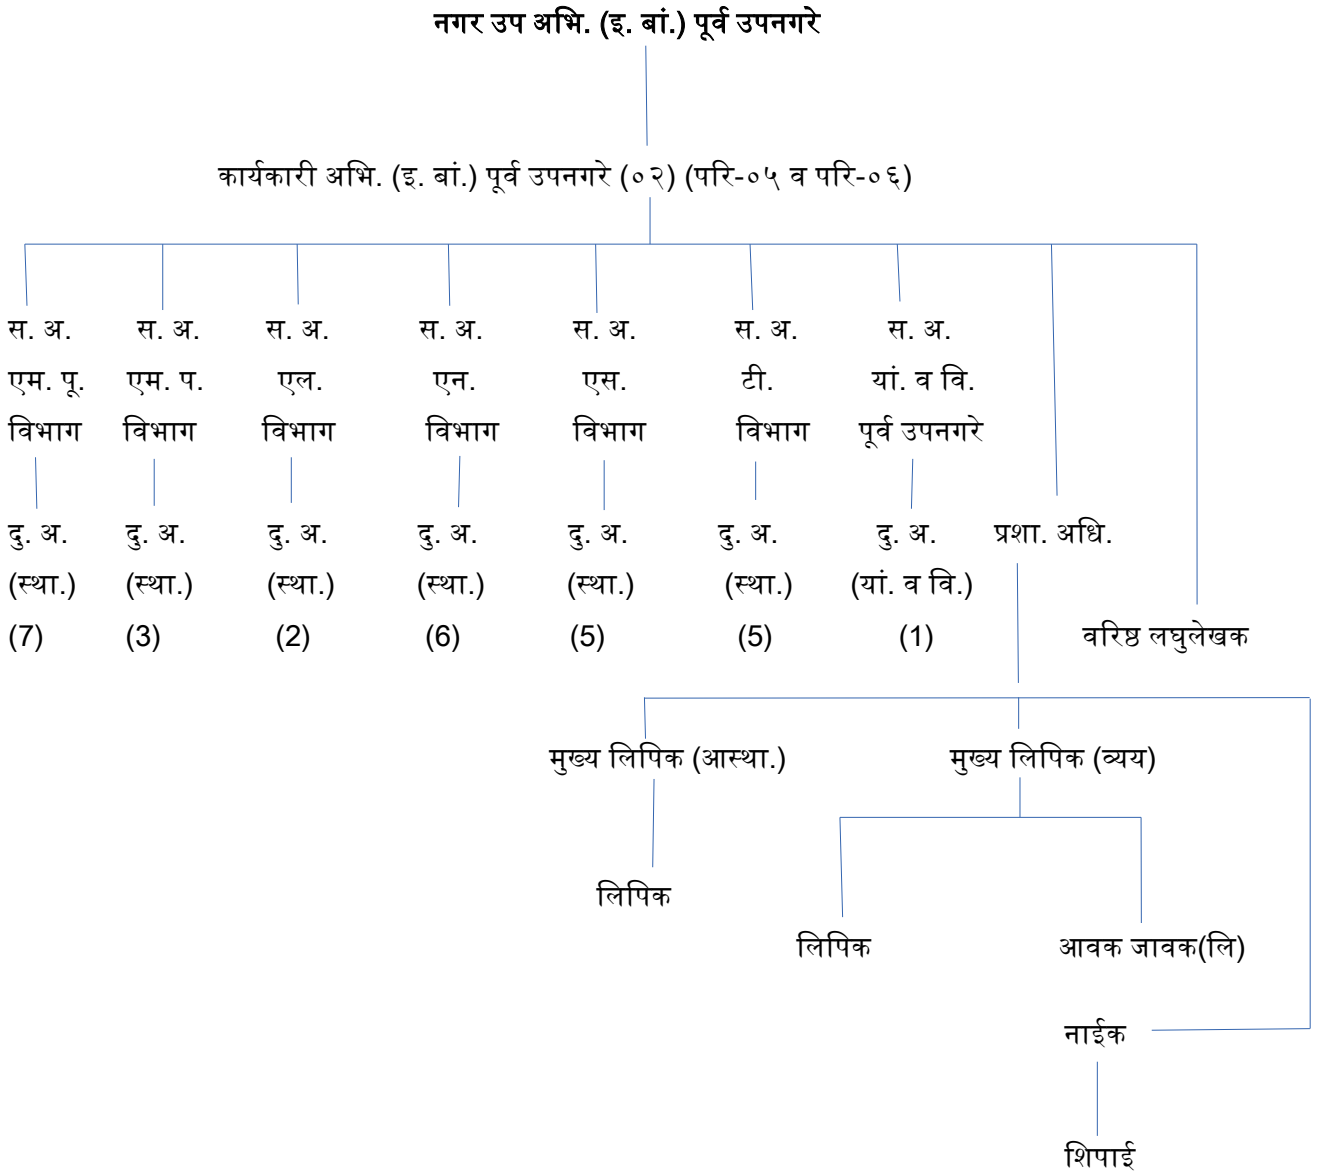 नगर उप अभि. (इ. बां.) पूर्व उपनगरे
कार्यकारी अभि. (इ. बां.) पूर्व उपनगरे (०२) (परि-०५ व परि-०६)
स. अ. स. अ. स. अ. स. अ. स. अ. स. अ. स. अ.
एम. पू. एम. प. एल. एन. एस. टी. यां. व वि.
विभाग विभाग विभाग विभाग विभाग विभाग पूर्व उपनगरे
दु. अ. दु. अ. दु. अ. दु. अ. दु. अ. दु. अ. दु. अ. प्रशा. अधि.
(स्था.) (स्था.) (स्था.) (स्था.) (स्था.) (स्था.) (यां. व वि.)
(7) (3) (2) (6) (5) (5) (1) वरिष्ठ लघुलेखक
मुख्य लिपिक (आस्था.) मुख्य लिपिक (व्यय)
लिपिक
लिपिक आवक जावक(लि)
नाईक
शिपाई